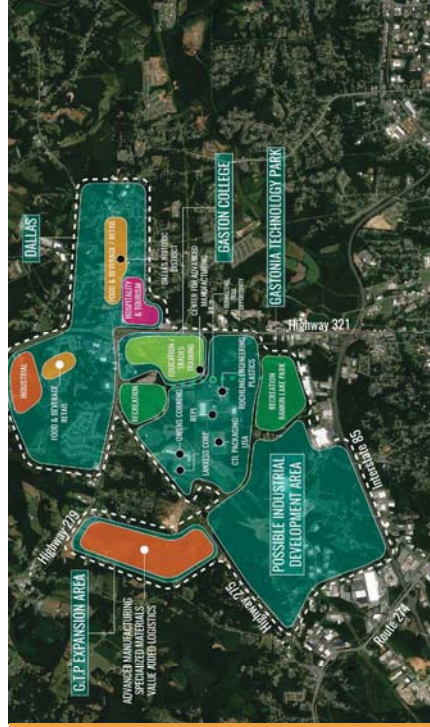 DALLAS
INDUSTRIAL
FOOD & BEVERAGE
RETAIL
FOOD & BEVERAGE / RETAIL
DALLAS HISTORIC
DISTRICT
HOSPITALITY
& TOURISM
GASTON COLLEGE
CENTER FOR ADVANCED
MANUFACTURING
EDUCATION
TRADES
TRAINING
GASTONIA TECHNOLOGY PARK
Highway 321
RECREATION
OWENS CORNING
REPI
LANXESS CORP
CTL PACKAGING
USA
ROCHLING ENGINEERING
PLASTICS
RECREATION
RANKIN LAKE PARK
Highway 279
G.T.P EXPANSION AREA
ADVANCED MANUFACTURING
SPECIALIZED MATERIALS
VALUE ADDED LOGISTICS
Highway 275
POSSIBLE INDUSTRIAL
DEVELOPMENT AREA
Interstate 85
Route 274